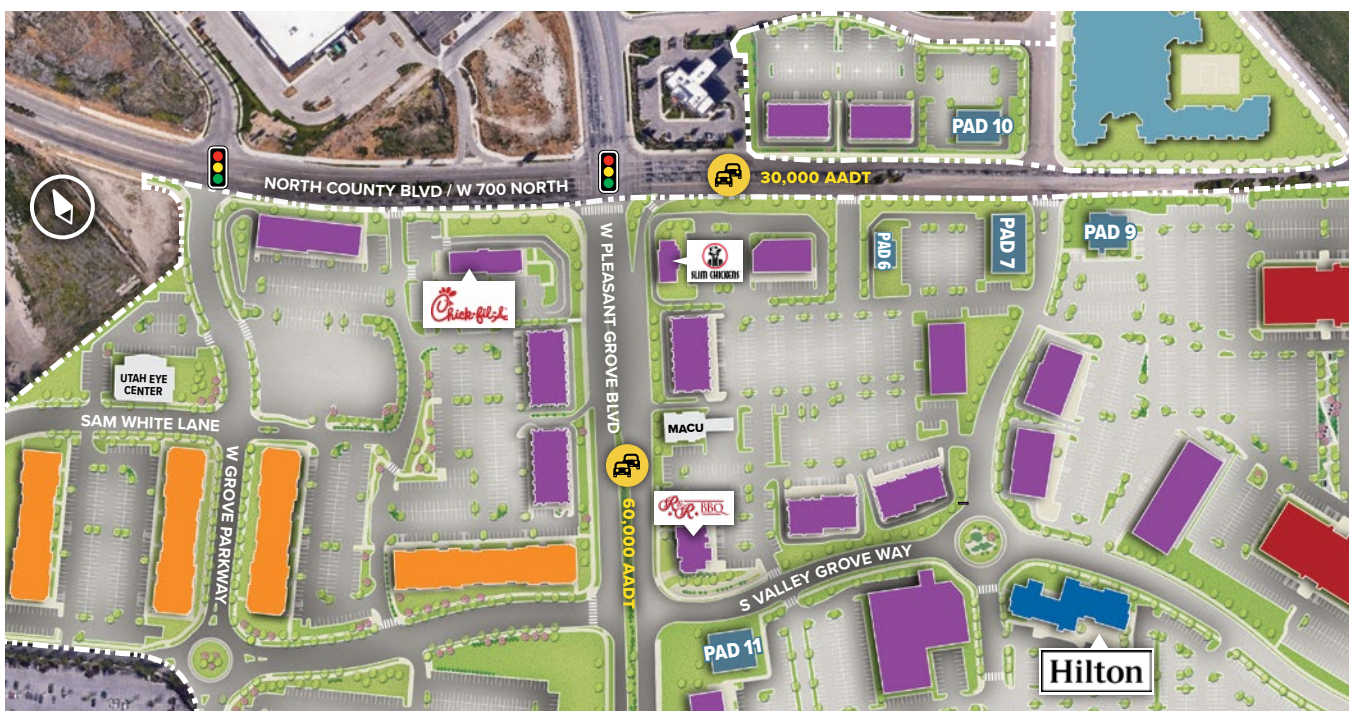 PAD 10
NORTH COUNTY BLVD / W 700 NORTH
30,000 AADT
PAD 6
PAD 7
PAD 9
SLIM CHICKENS
Chick-fil-A
W PLEASANT GROVE BLVD
UTAH EYE
CENTER
SAM WHITE LANE
MACU
W GROVE PARKWAY
R&R BBQ
60,000 AADT
S VALLEY GROVE WAY
PAD 11
Hilton